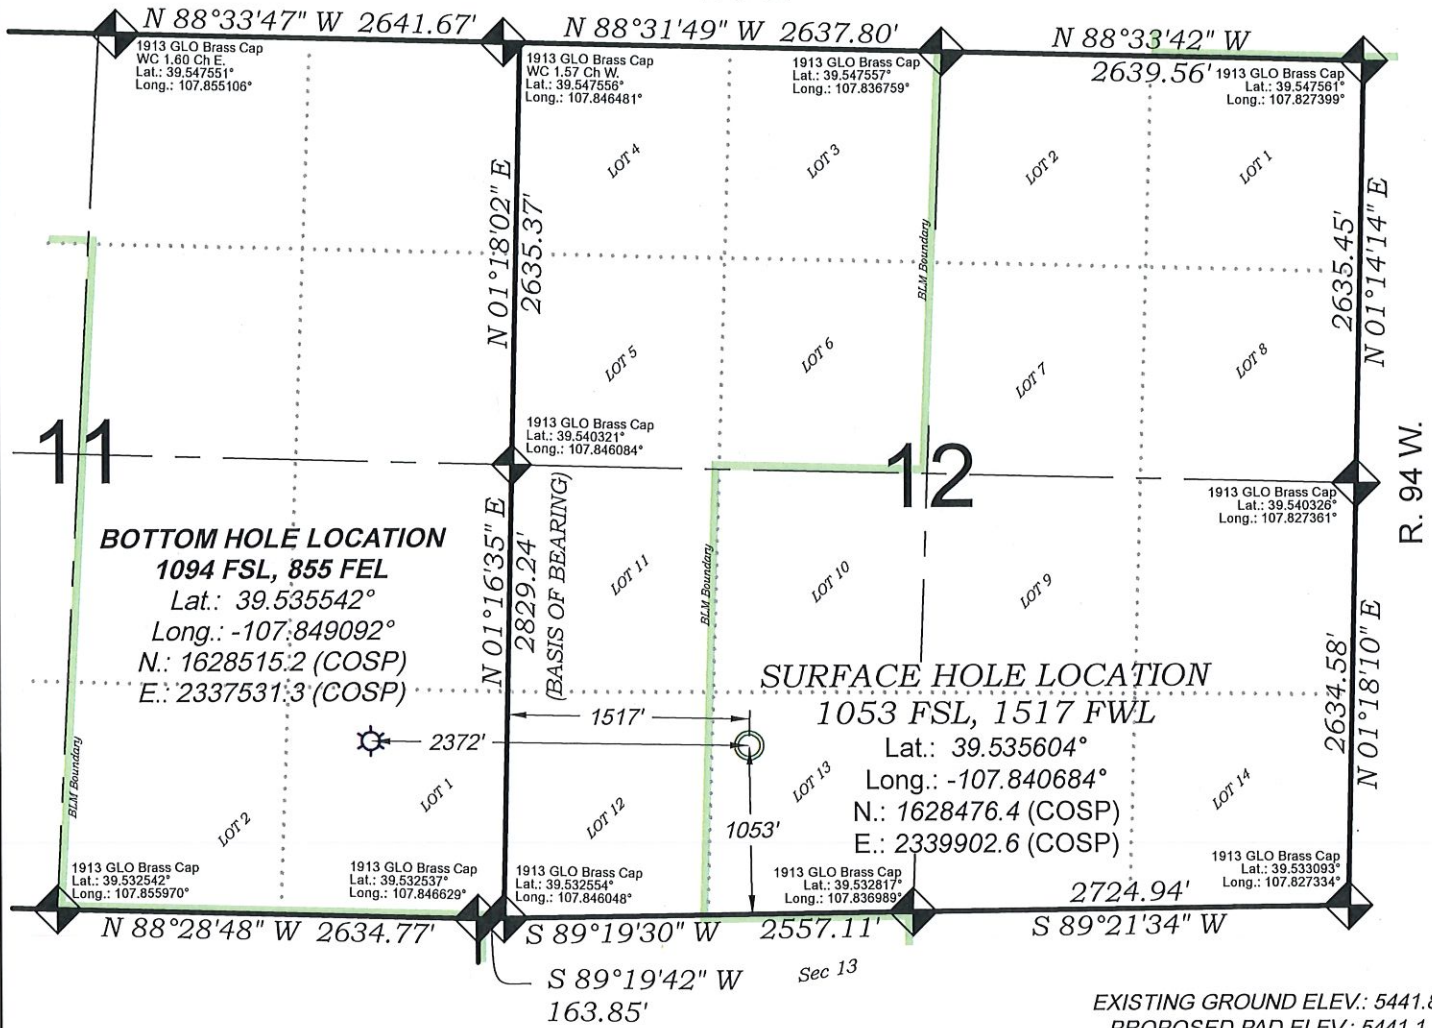 N 88°33'47" W 2641.67'
N 88°31'49" W 2637.80'
N 88°33'42" W
2639.56'
1913 GLO Brass Cap
WC 1.60 Ch E.
Lat.: 39.547551°
Long.: 107.855106°
1913 GLO Brass Cap
WC 1.57 Ch W.
Lat.: 39.547556°
Long.: 107.846481°
1913 GLO Brass Cap
Lat.: 39.547557°
Long.: 107.836759°
1913 GLO Brass Cap
Lat.: 39.547561°
Long.: 107.827399°
LOT 4
LOT 3
LOT 2
LOT 1
N 01°18'02" E
2635.37'
BLM Boundary
2635.45'
N 01°14'14" E
LOT 5
LOT 6
LOT 7
LOT 8
1913 GLO Brass Cap
Lat.: 39.540321°
Long.: 107.846084°
11
12
R. 94 W.
1913 GLO Brass Cap
Lat.: 39.540326°
Long.: 107.827361°
BOTTOM HOLE LOCATION
1094 FSL, 855 FEL
Lat.: 39.535542°
Long.: -107.849092°
N.: 1628515.2 (COSP)
E.: 2337531.3 (COSP)
N 01°16'35" E
2829.24'
(BASIS OF BEARING)
LOT 11
BLM Boundary
LOT 10
LOT 9
2634.58'
N 01°18'10" E
SURFACE HOLE LOCATION
1053 FSL, 1517 FWL
Lat.: 39.535604°
Long.: -107.840684°
N.: 1628476.4 (COSP)
E.: 2339902.6 (COSP)
1517'
2372'
1053'
BLM Boundary
LOT 2
LOT 1
LOT 12
LOT 13
LOT 14
1913 GLO Brass Cap
Lat.: 39.532542°
Long.: 107.855970°
1913 GLO Brass Cap
Lat.: 39.532537°
Long.: 107.846629°
1913 GLO Brass Cap
Lat.: 39.532554°
Long.: 107.846048°
1913 GLO Brass Cap
Lat.: 39.532817°
Long.: 107.836989°
1913 GLO Brass Cap
Lat.: 39.533093°
Long.: 107.827334°
N 88°28'48" W 2634.77'
S 89°19'30" W 2557.11'
2724.94'
S 89°21'34" W
S 89°19'42" W
163.85'
Sec 13
EXISTING GROUND ELEV.: 5441.8
PROPOSED PAD ELEV.: 5441.1